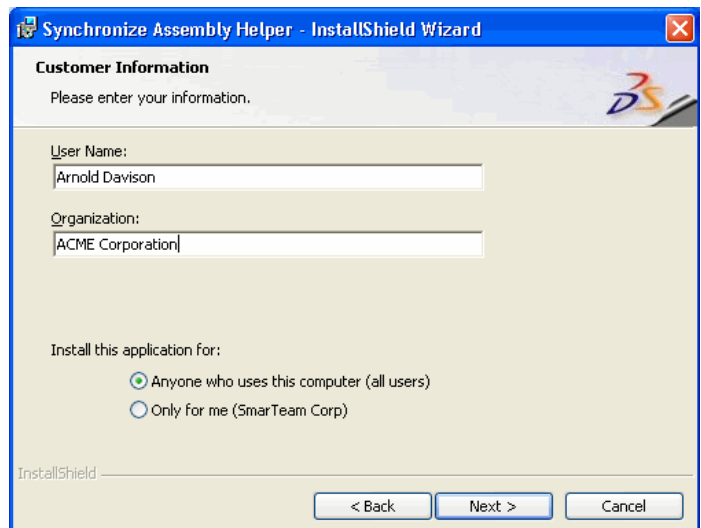 Synchronize Assembly Helper - InstallShield Wizard
Customer Information
Please enter your information.
User Name:
Arnold Davison
Organization:
ACME Corporation
Install this application for:
Anyone who uses this computer (all users)
Only for me (SmarTeam Corp)
InstallShield
< Back Next > Cancel